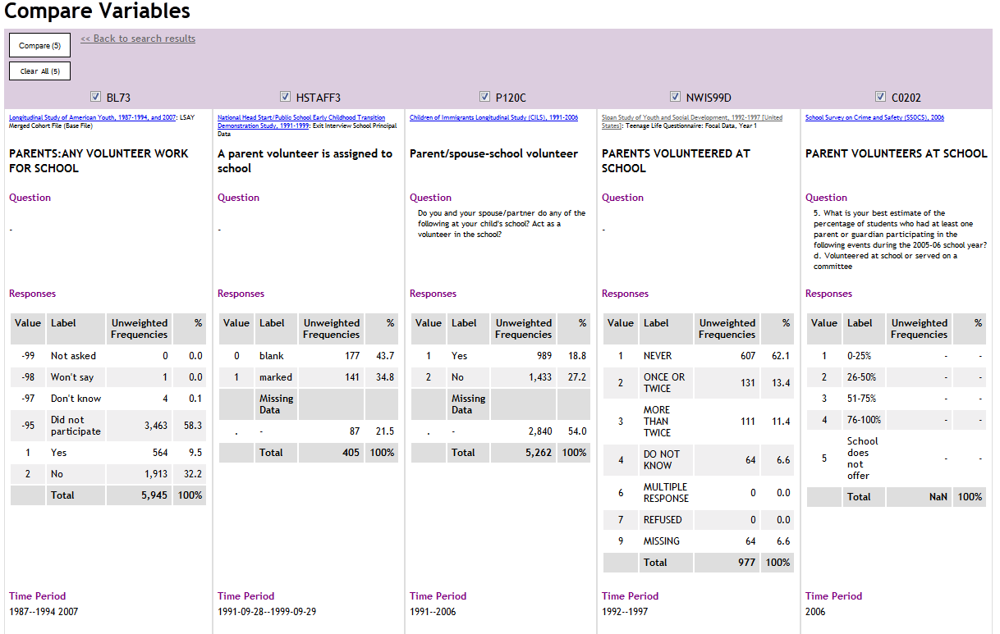 Compare Variables
Compare (5)
<< Back to search results
Clear All (5)
BL73
HSTAFF3
P120C
NWIS99D
C0202
Longitudinal Study of American Youth, 1987-1994, and 2007: LSAY
Merged Cohort File (Base File)
PARENTS:ANY VOLUNTEER WORK
FOR SCHOOL
Question
-
Responses
Value Label Unweighted Frequencies %
-99 Not asked 0 0.0
-98 Won't say 1 0.0
-97 Don't know 4 0.1
-95 Did not participate 3,463 58.3
1 Yes 564 9.5
2 No 1,913 32.2
Total 5,945 100%
Time Period
1987--1994 2007
National Head Start/Public School Early Childhood Transition
Demonstration Study, 1991-1999: Exit Interview School Principal
Data
A parent volunteer is assigned to
school
Question
-
Responses
Value Label Unweighted Frequencies %
0 blank 177 43.7
1 marked 141 34.8
Missing Data
. - 87 21.5
Total 405 100%
Time Period
1991-09-28--1999-09-29
Children of Immigrants Longitudinal Study (CILS), 1991-2006
Parent/spouse-school volunteer
Question
Do you and your spouse/partner do any of the
following at your child's school? Act as a
volunteer in the school?
Responses
Value Label Unweighted Frequencies %
1 Yes 989 18.8
2 No 1,433 27.2
Missing Data
. - 2,840 54.0
Total 5,262 100%
Time Period
1991--2006
Sloan Study of Youth and Social Development, 1992-1997 [United
States]: Teenage Life Questionnaire: Focal Data, Year 1
PARENTS VOLUNTEERED AT
SCHOOL
Question
-
Responses
Value Label Unweighted Frequencies %
1 NEVER 607 62.1
2 ONCE OR TWICE 131 13.4
3 MORE THAN TWICE 111 11.4
4 DO NOT KNOW 64 6.6
6 MULTIPLE RESPONSE 0 0.0
7 REFUSED 0 0.0
9 MISSING 64 6.6
Total 977 100%
Time Period
1992--1997
School Survey on Crime and Safety (SSOCS), 2006
PARENT VOLUNTEERS AT SCHOOL
Question
5. What is your best estimate of the
percentage of students who had at least one
parent or guardian participating in the
following events during the 2005-06 school year?
d. Volunteered at school or served on a
committee
Responses
Value Label Unweighted Frequencies %
1 0-25% - -
2 26-50% - -
3 51-75% - -
4 76-100% - -
5 School does not offer - -
Total NaN 100%
Time Period
2006